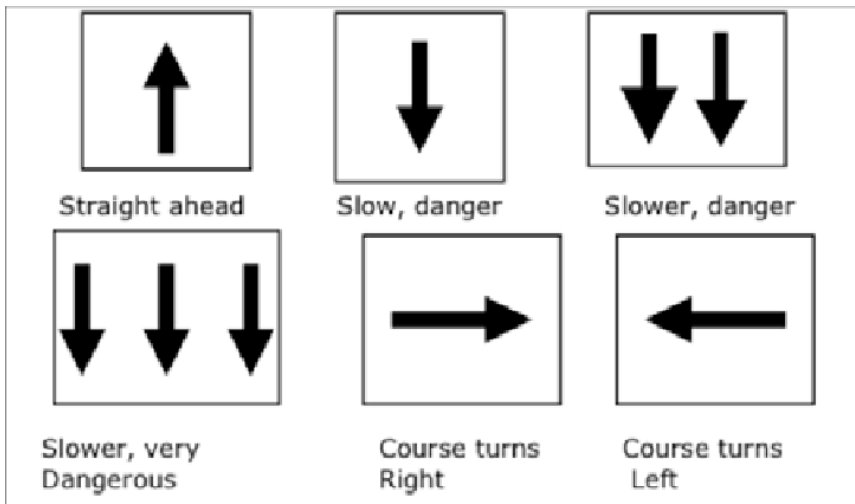 Straight ahead
Slow, danger
Slower, danger
Slower, very
Dangerous
Course turns
Right
Course turns
Left